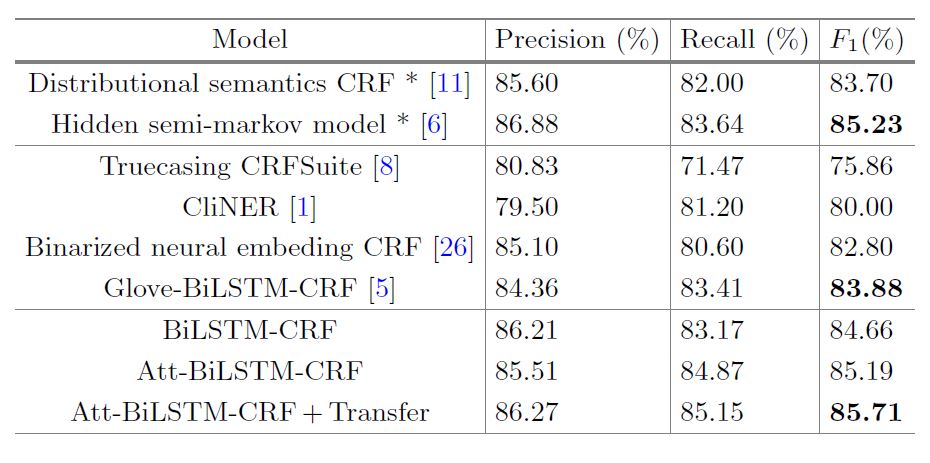 Model Precision (%) Recall (%) F1(%)
Distributional semantics CRF * [11] 85.60 82.00 83.70
Hidden semi-markov model * [6] 86.88 83.64 85.23
Truecasing CRFSuite [8] 80.83 71.47 75.86
CliNER [1] 79.50 81.20 80.00
Binarized neural embeding CRF [26] 85.10 80.60 82.80
Glove-BiLSTM-CRF [5] 84.36 83.41 83.88
BiLSTM-CRF 86.21 83.17 84.66
Att-BiLSTM-CRF 85.51 84.87 85.19
Att-BiLSTM-CRF + Transfer 86.27 85.15 85.71